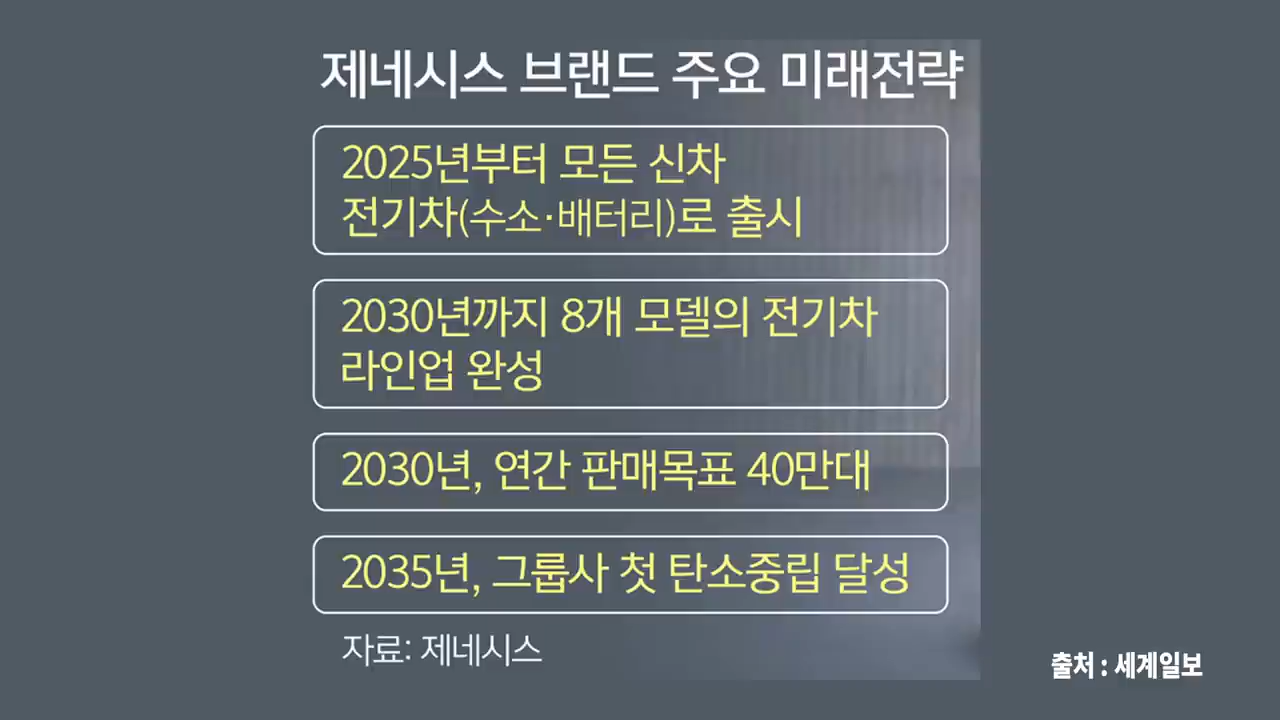 제네시스 브랜드 주요 미래전략
2025년부터 모든 신차
전기차(수소·배터리)로 출시
2030년까지 8개 모델의 전기차
라인업 완성
2030년, 연간 판매목표 40만대
2035년, 그룹사 첫 탄소중립 달성
자료: 제네시스
출처 : 세계일보